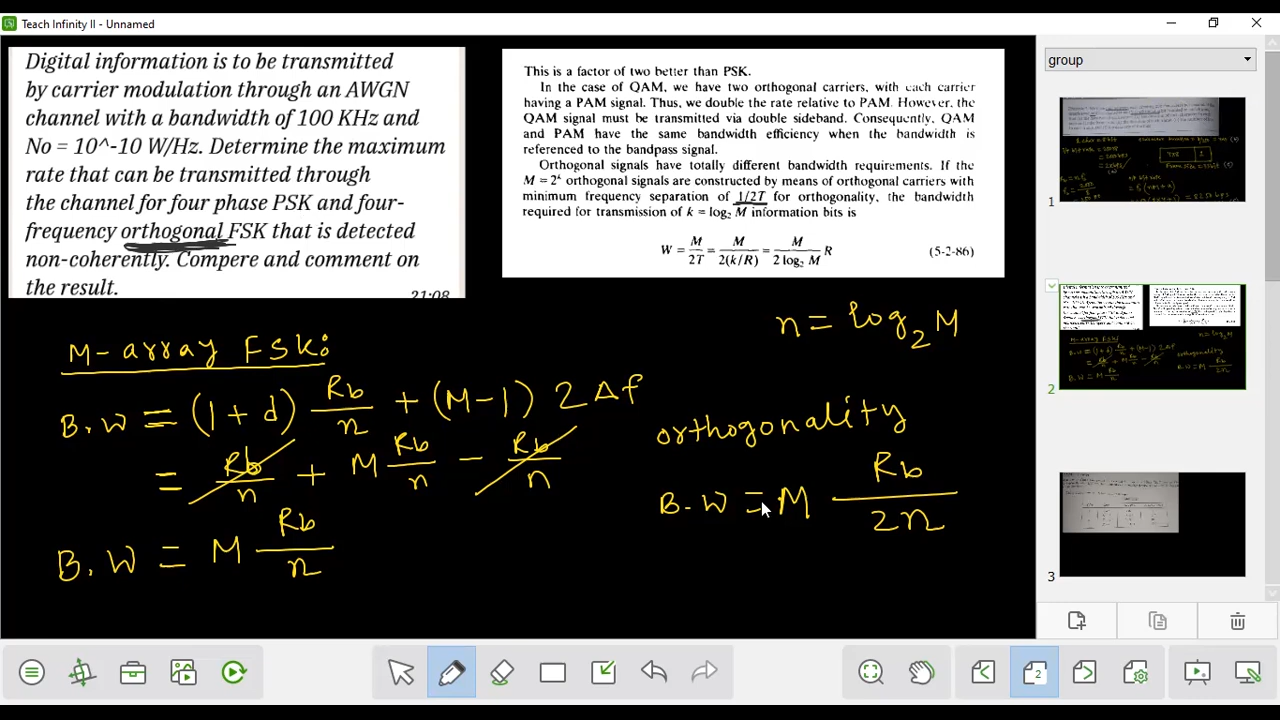 Teach Infinity II - Unnamed
Digital information is to be transmitted
by carrier modulation through an AWGN
channel with a bandwidth of 100 KHz and
No = 10^-10 W/Hz. Determine the maximum
rate that can be transmitted through
the channel for four phase PSK and four-
frequency orthogonal FSK that is detected
non-coherently. Compere and comment on
the result.
21:08
This is a factor of two better than PSK.
In the case of QAM, we have two orthogonal carriers, with each carrier
having a PAM signal. Thus, we double the rate relative to PAM. However, the
QAM signal must be transmitted via double sideband. Consequently, QAM
and PAM have the same bandwidth efficiency when the bandwidth is
referenced to the bandpass signal.
Orthogonal signals have totally different bandwidth requirements. If the
M = 2^k orthogonal signals are constructed by means of orthogonal carriers with
minimum frequency separation of 1/2T for orthogonality, the bandwidth
required for transmission of k = log₂ M information bits is
W = M/2T = M/2(k/R) = M/2 log₂ M R (5-2-86)
n = log₂ M
M-array FSK:
B.W = (1 + d) Rb/n + (M-1) 2 Δf
= Rb/n + M Rb/n - Rb/n
B.W = M Rb/n
orthogonality
B.W = M Rb/2n
group
1
2
3
2